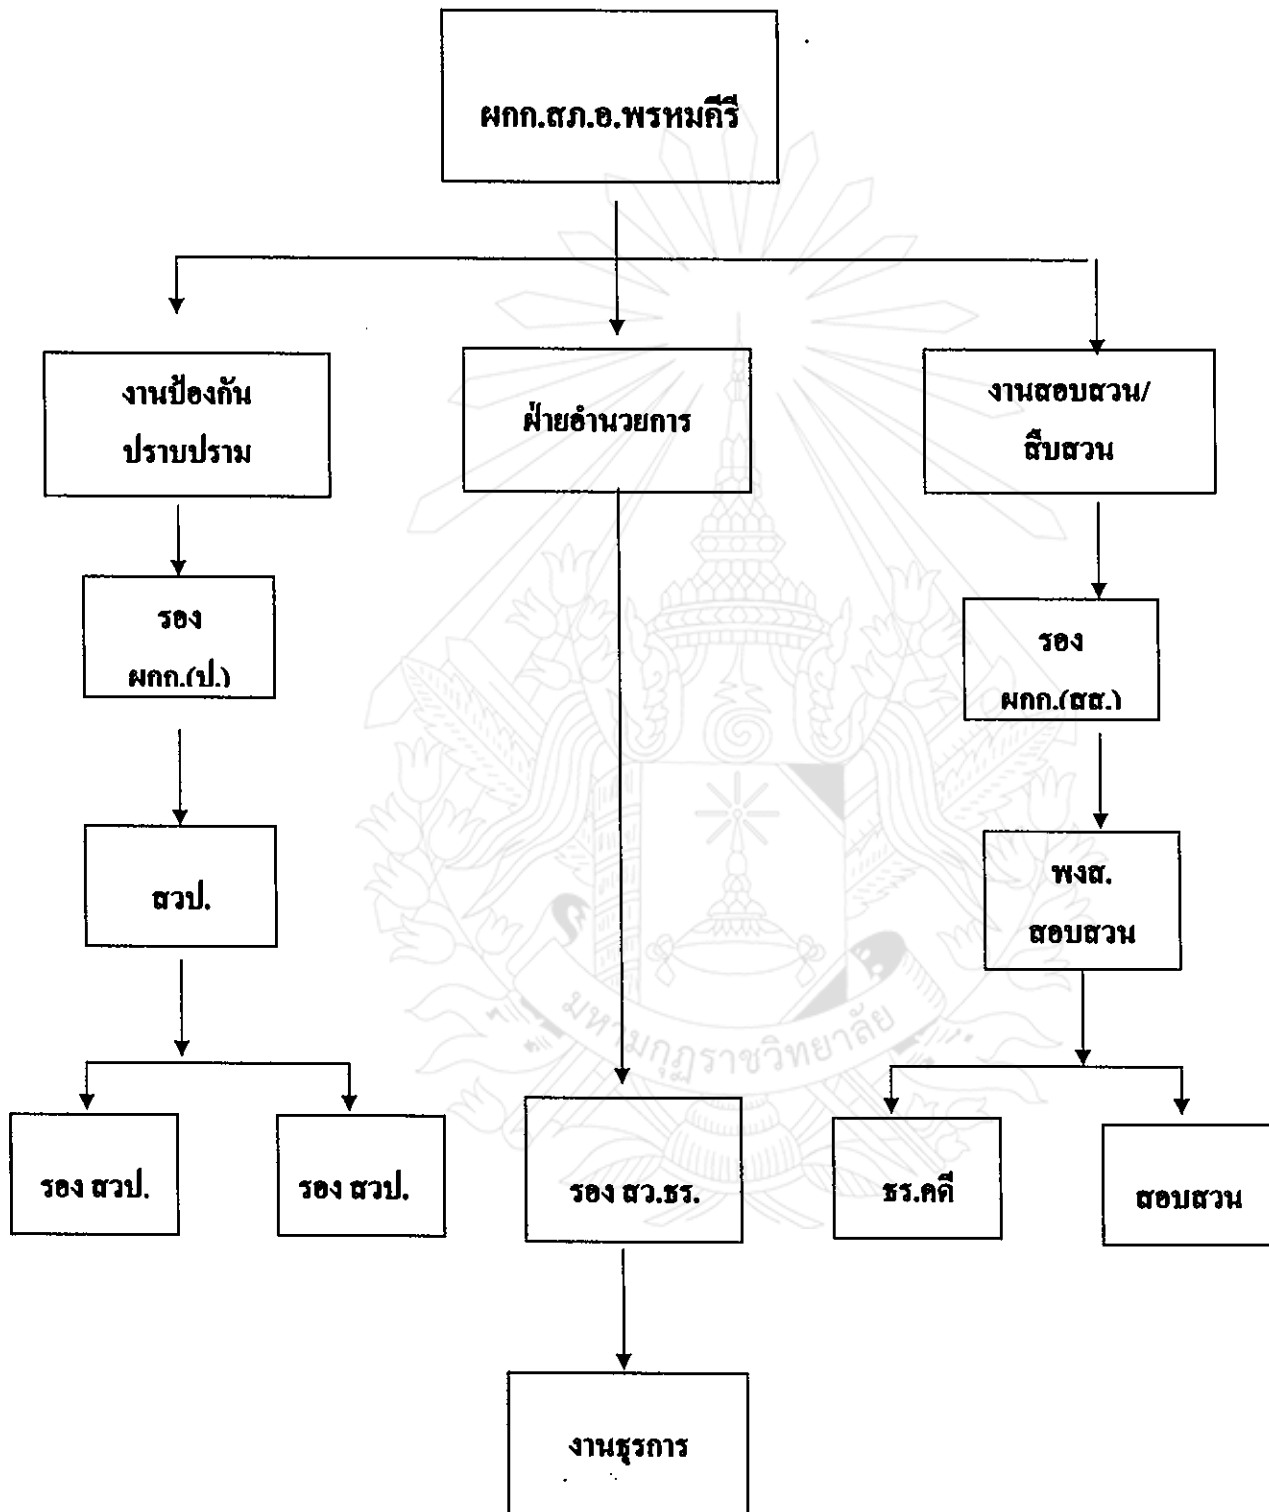 ผกก.สภ.อ.พรหมคีรี
งานป้องกัน
ปราบปราม
ฝ่ายอำนวยการ
งานสอบสวน/
สืบสวน
รอง
ผกก.(ป.)
รอง
ผกก.(สส.)
สวป.
พงส.
สอบสวน
มหามกุฏราชวิทยาลัย
รอง สวป.
รอง สวป.
รอง สว.ธร.
ธร.คดี
สอบสวน
งานธุรการ